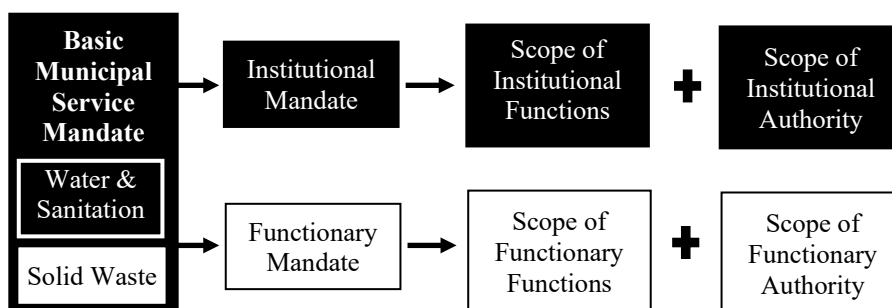 Basic
Municipal
Service
Mandate
Water &
Sanitation
Solid Waste
Institutional
Mandate
Scope of
Institutional
Functions
+
Scope of
Institutional
Authority
Functionary
Mandate
Scope of
Functionary
Functions
+
Scope of
Functionary
Authority